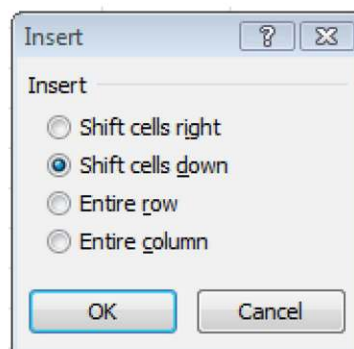 Insert
Insert
Shift cells right
Shift cells down
Entire row
Entire column
OK
Cancel